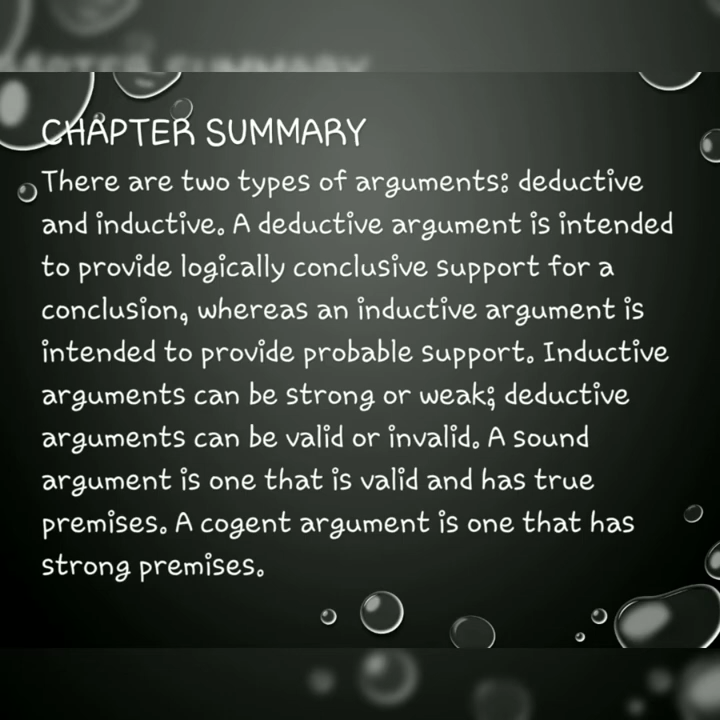 CHAPTER SUMMARY
There are two types of arguments: deductive
and inductive. A deductive argument is intended
to provide logically conclusive support for a
conclusion, whereas an inductive argument is
intended to provide probable support. Inductive
arguments can be strong or weak; deductive
arguments can be valid or invalid. A sound
argument is one that is valid and has true
premises. A cogent argument is one that has
strong premises.